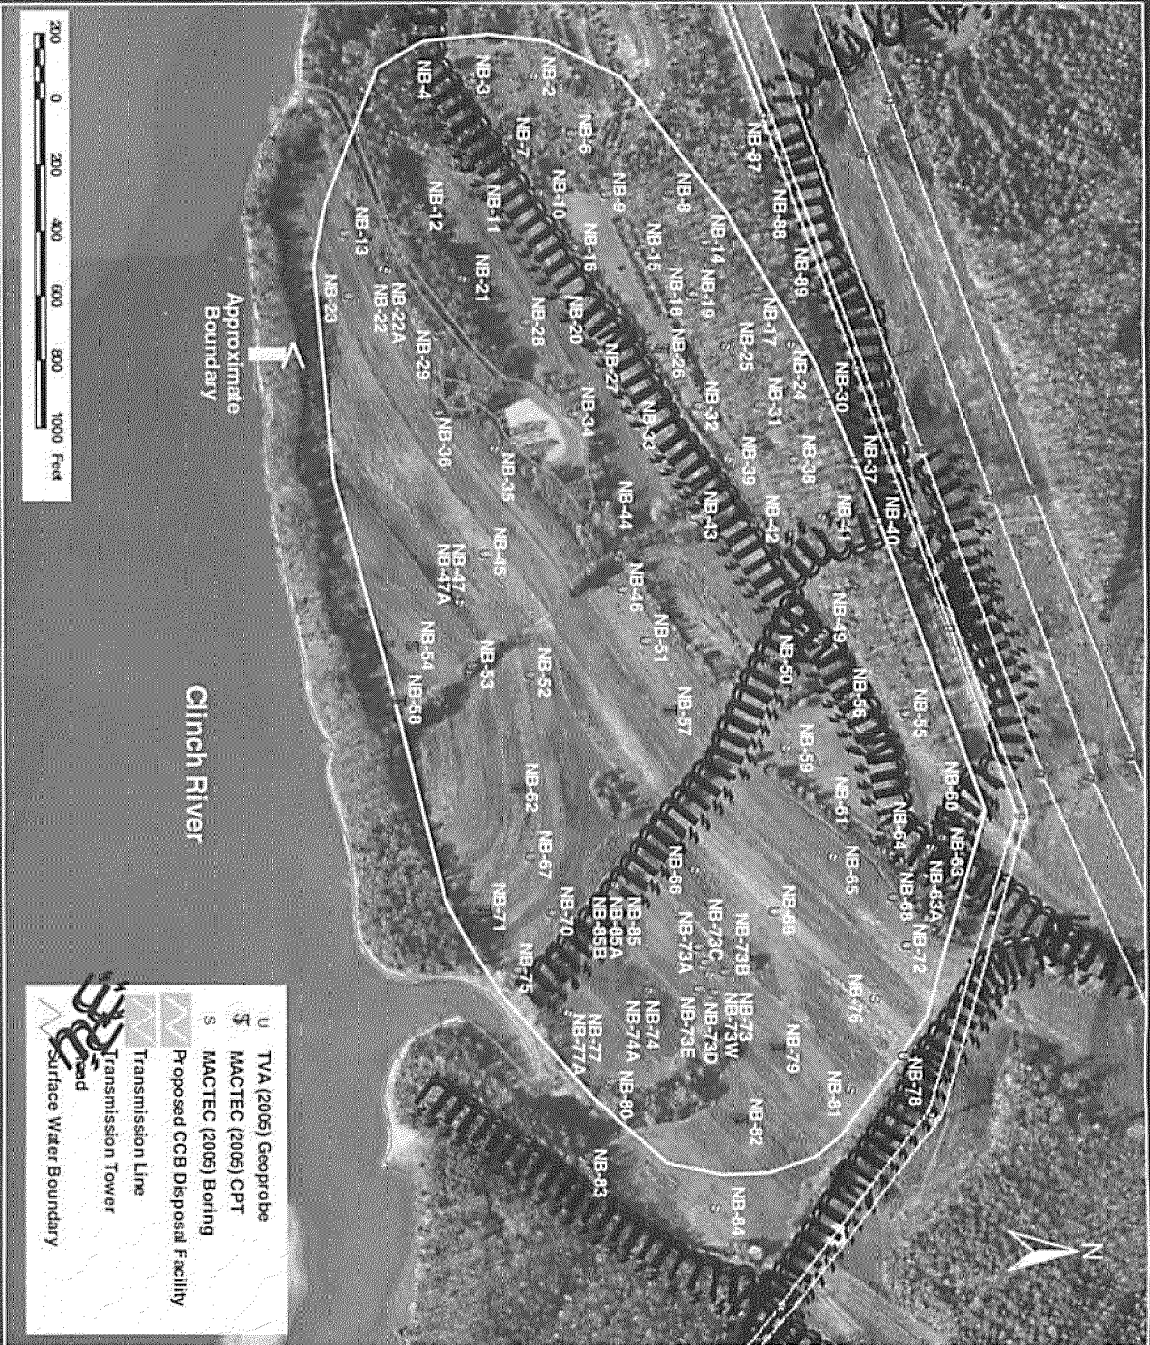 N
NB-87
NB-88
NB-89
NB-2
NB-3
NB-4
NB-6
NB-7
NB-8
NB-9
NB-10
NB-11
NB-12
NB-13
NB-14
NB-15
NB-16
NB-17
NB-18
NB-19
NB-20
NB-21
NB-22A
NB-22
NB-23
NB-24
NB-25
NB-26
NB-27
NB-28
NB-29
NB-30
NB-31
NB-32
NB-33
NB-34
NB-35
NB-36
NB-37
NB-38
NB-39
NB-40
NB-41
NB-42
NB-43
NB-44
NB-45
NB-46
NB-47
NB-47A
NB-49
NB-50
NB-51
NB-52
NB-53
NB-54
NB-55
NB-56
NB-57
NB-58
NB-59
NB-60
NB-61
NB-62
NB-63
NB-63A
NB-64
NB-65
NB-66
NB-67
NB-68
NB-69
NB-70
NB-71
NB-72
NB-73B
NB-73C
NB-73A
NB-73
NB-73W
NB-73D
NB-73E
NB-74
NB-74A
NB-75
NB-76
NB-77
NB-77A
NB-78
NB-79
NB-80
NB-81
NB-82
NB-83
NB-84
NB-85
NB-85A
NB-85B
Approximate
Boundary
Clinch River
200 0 200 400 600 800 1000 Feet
U TVA (2005) Geoprobe
$ MACTEC (2005) CPT
S MACTEC (2005) Boring
Proposed CCB Disposal Facility
Transmission Line
Transmission Tower
Surface Water Boundary